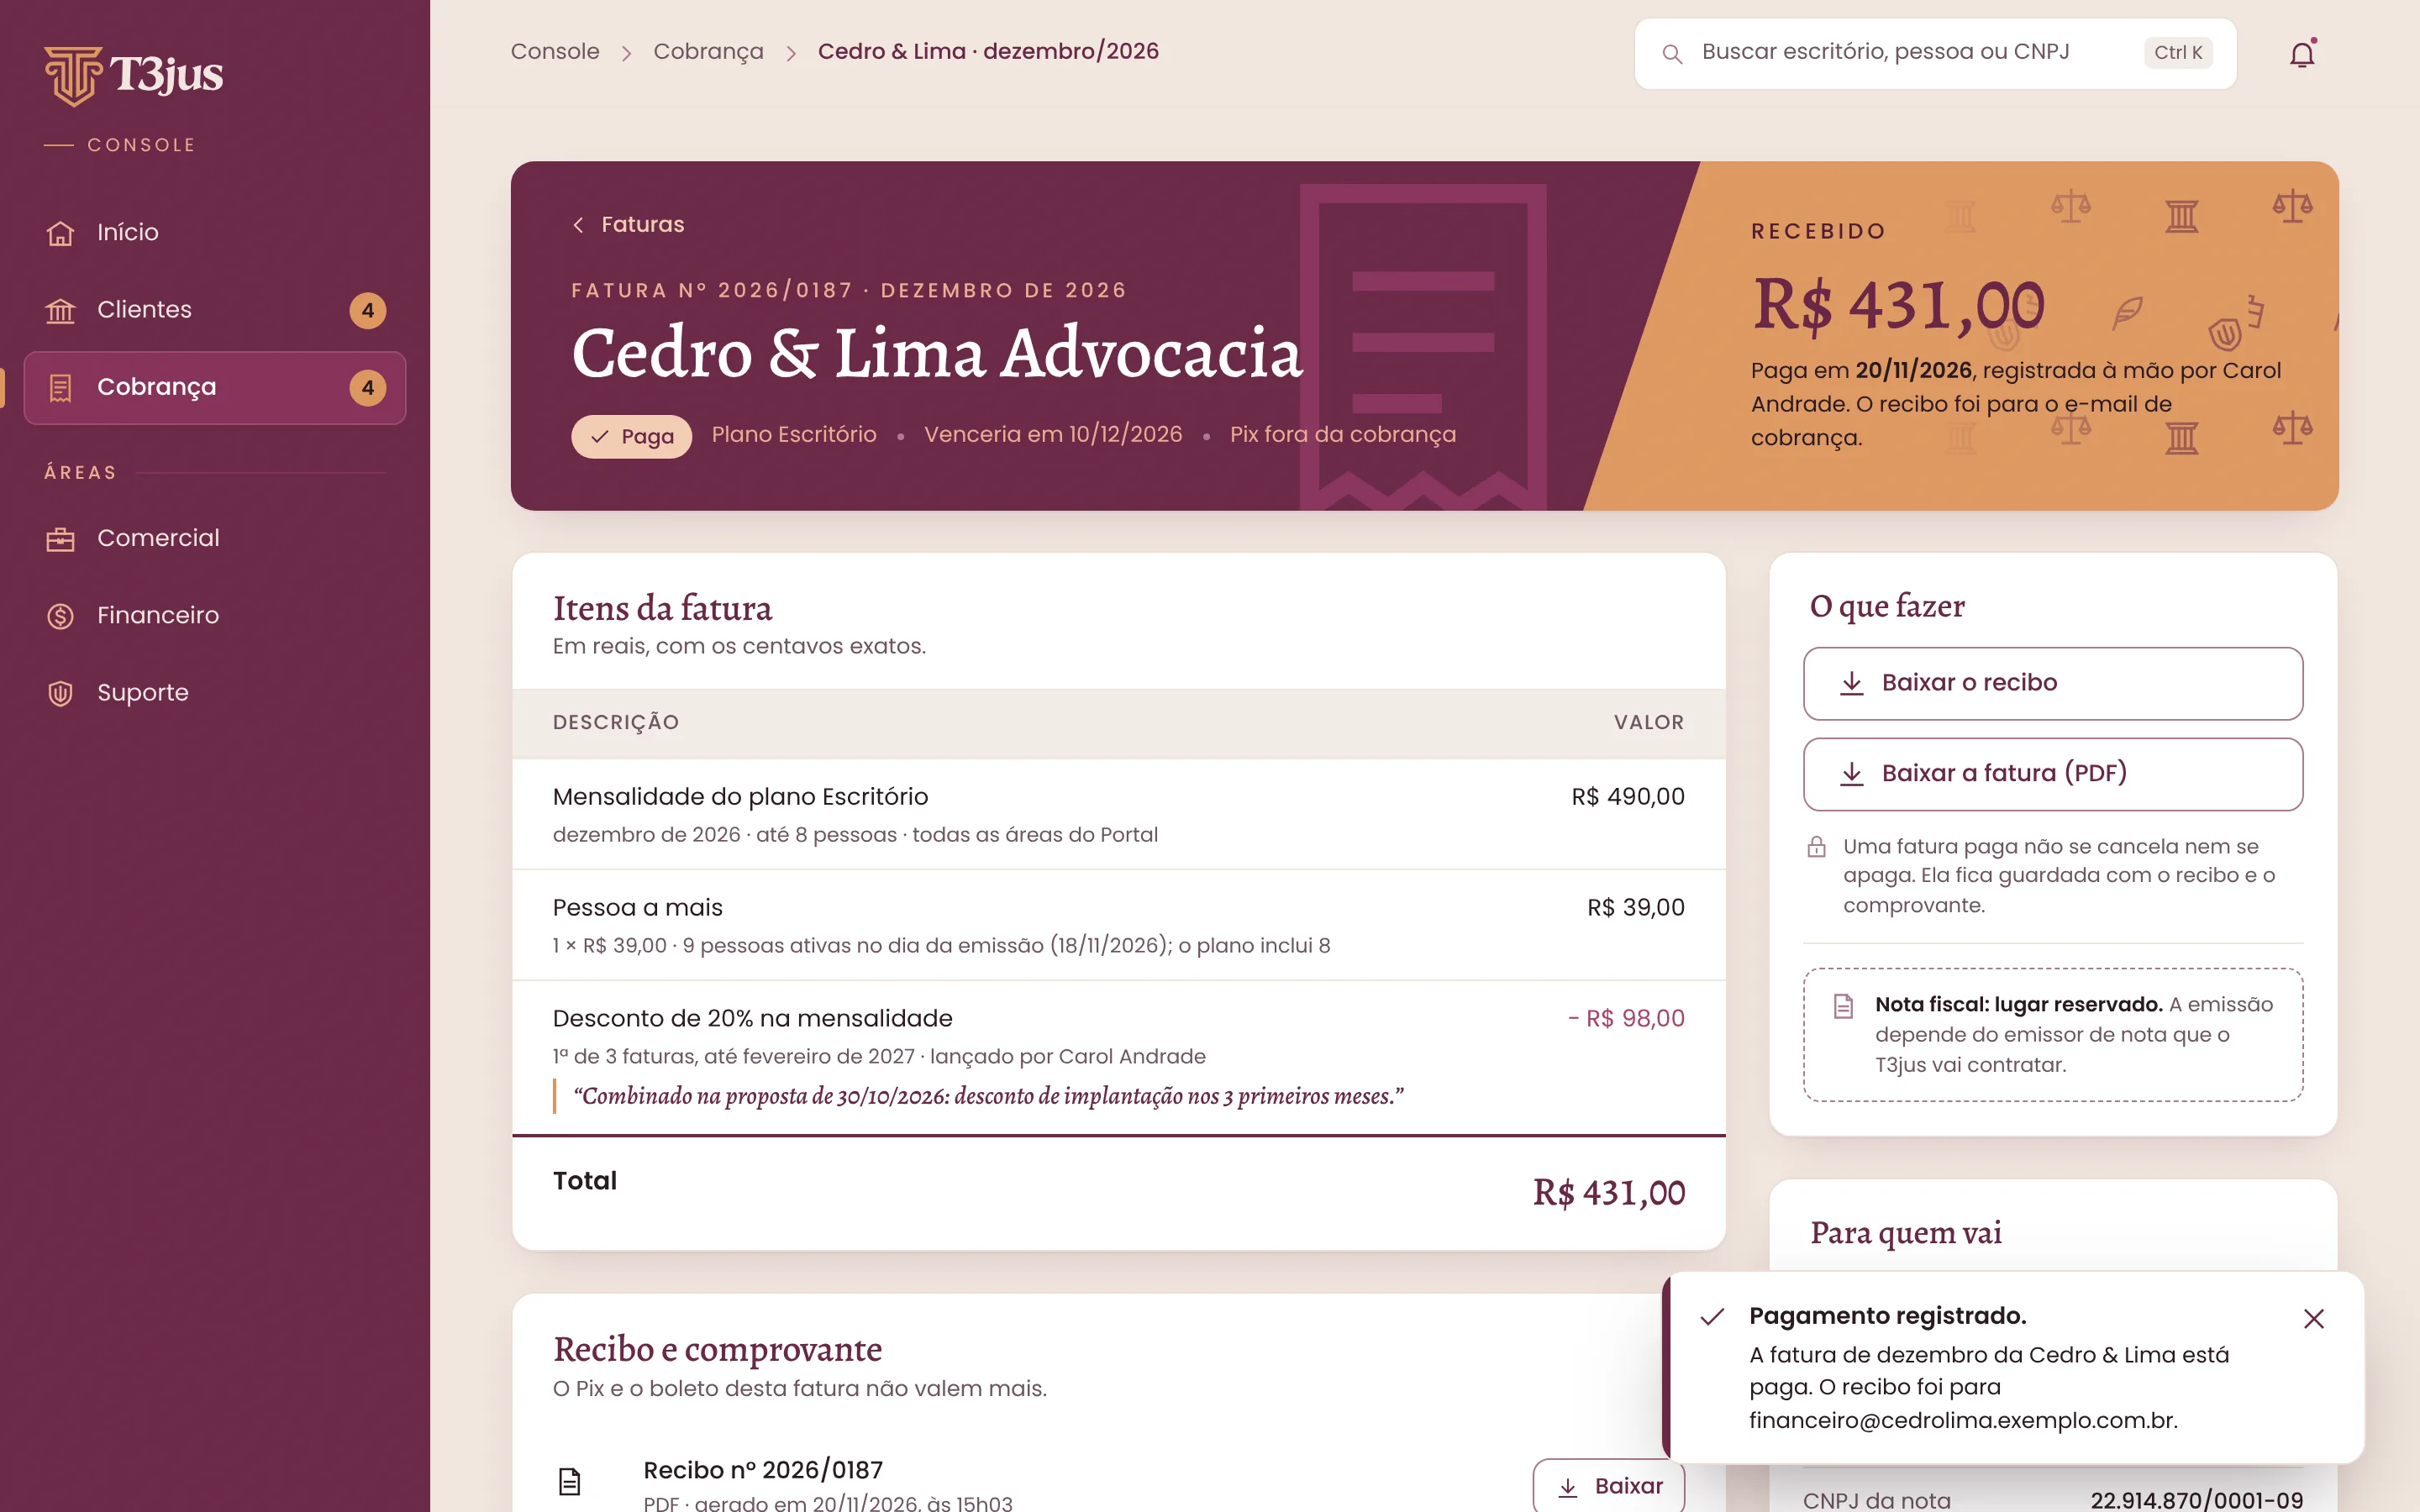 T3jus
CONSOLE
Início
Clientes 4
Cobrança 4
ÁREAS
Comercial
Financeiro
Suporte
Console > Cobrança > Cedro & Lima · dezembro/2026
Buscar escritório, pessoa ou CNPJ Ctrl K
Faturas
FATURA Nº 2026/0187 · DEZEMBRO DE 2026
Cedro & Lima Advocacia
Paga Plano Escritório • Venceria em 10/12/2026 • Pix fora da cobrança
RECEBIDO
R$ 431,00
Paga em 20/11/2026, registrada à mão por Carol
Andrade. O recibo foi para o e-mail de
cobrança.
Itens da fatura
Em reais, com os centavos exatos.
DESCRIÇÃO VALOR
Mensalidade do plano Escritório R$ 490,00
dezembro de 2026 · até 8 pessoas · todas as áreas do Portal
Pessoa a mais R$ 39,00
1 × R$ 39,00 · 9 pessoas ativas no dia da emissão (18/11/2026); o plano inclui 8
Desconto de 20% na mensalidade − R$ 98,00
1ª de 3 faturas, até fevereiro de 2027 · lançado por Carol Andrade
“Combinado na proposta de 30/10/2026: desconto de implantação nos 3 primeiros meses.”
Total R$ 431,00
Recibo e comprovante
O Pix e o boleto desta fatura não valem mais.
Recibo nº 2026/0187
PDF · gerado em 20/11/2026, às 15h03
Baixar
O que fazer
Baixar o recibo
Baixar a fatura (PDF)
Uma fatura paga não se cancela nem se
apaga. Ela fica guardada com o recibo e o
comprovante.
Nota fiscal: lugar reservado. A emissão
depende do emissor de nota que o
T3jus vai contratar.
Para quem vai
Pagamento registrado.
A fatura de dezembro da Cedro & Lima está
paga. O recibo foi para
financeiro@cedrolima.exemplo.com.br.
CNPJ da nota 22.914.870/0001-09